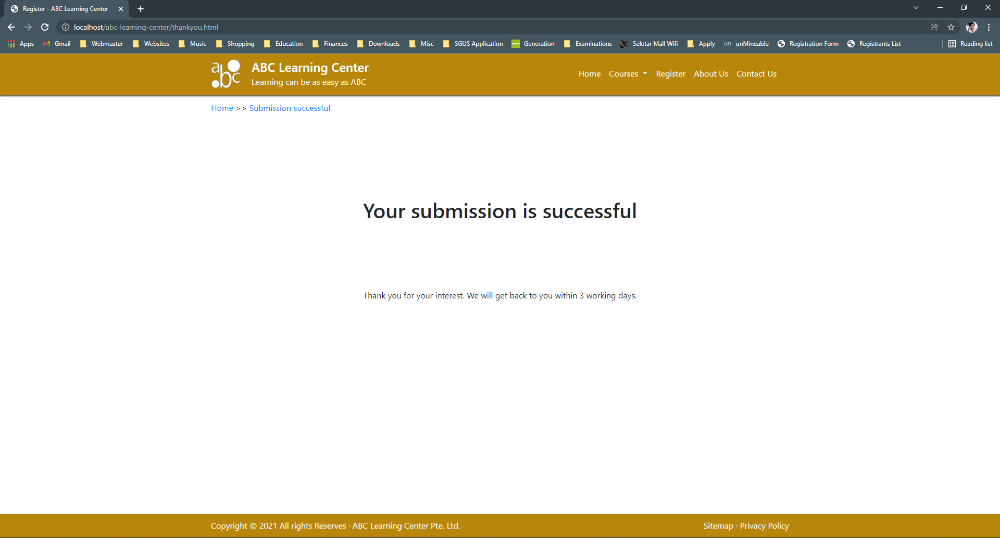 Register - ABC Learning Center
localhost/abc-learning-center/thankyou.html
Apps Gmail Webmaster Websites Music Shopping Education Finances Downloads Misc SGUS Application Generation Examinations Seletar Mall Wifi Apply un unMineable Registration Form Registrants List Reading list
abc
ABC Learning Center
Learning can be as easy as ABC
Home Courses Register About Us Contact Us
Home >> Submission successful
Your submission is successful
Thank you for your interest. We will get back to you within 3 working days.
Copyright © 2021 All rights Reserves · ABC Learning Center Pte. Ltd.
Sitemap · Privacy Policy